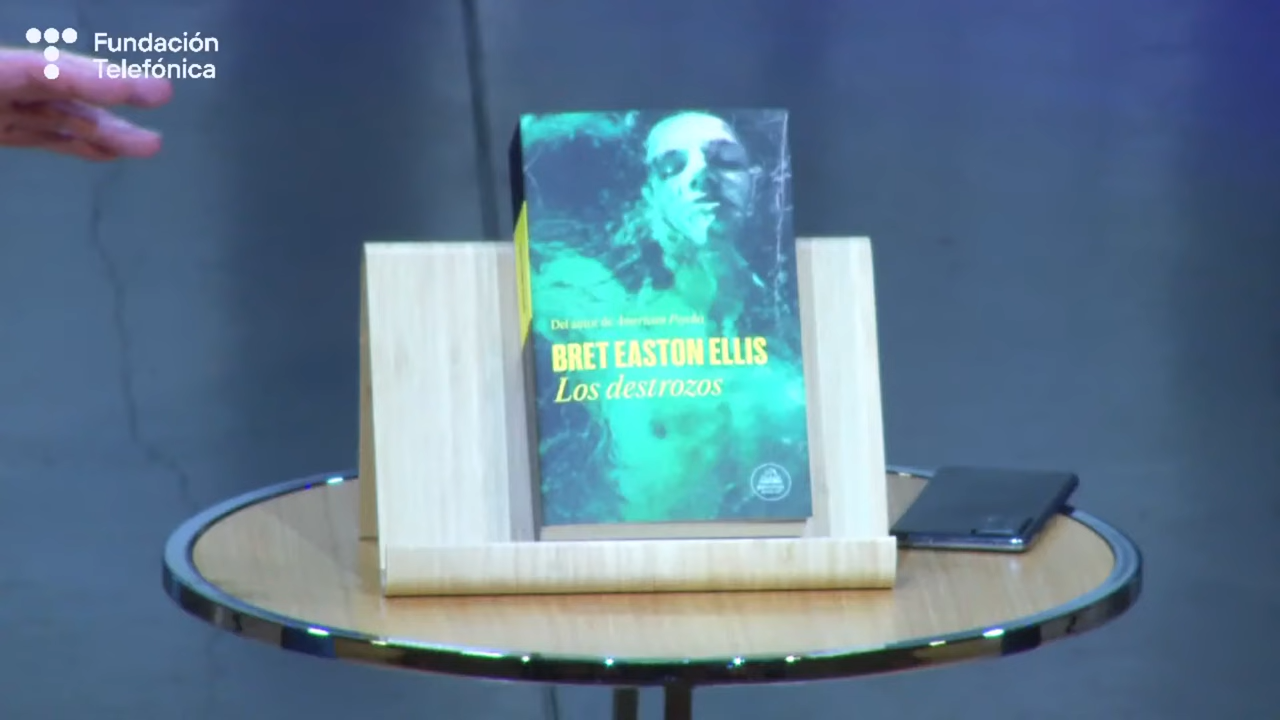 Fundación
Telefónica
Del autor de American Psycho
BRET EASTON ELLIS
Los destrozos